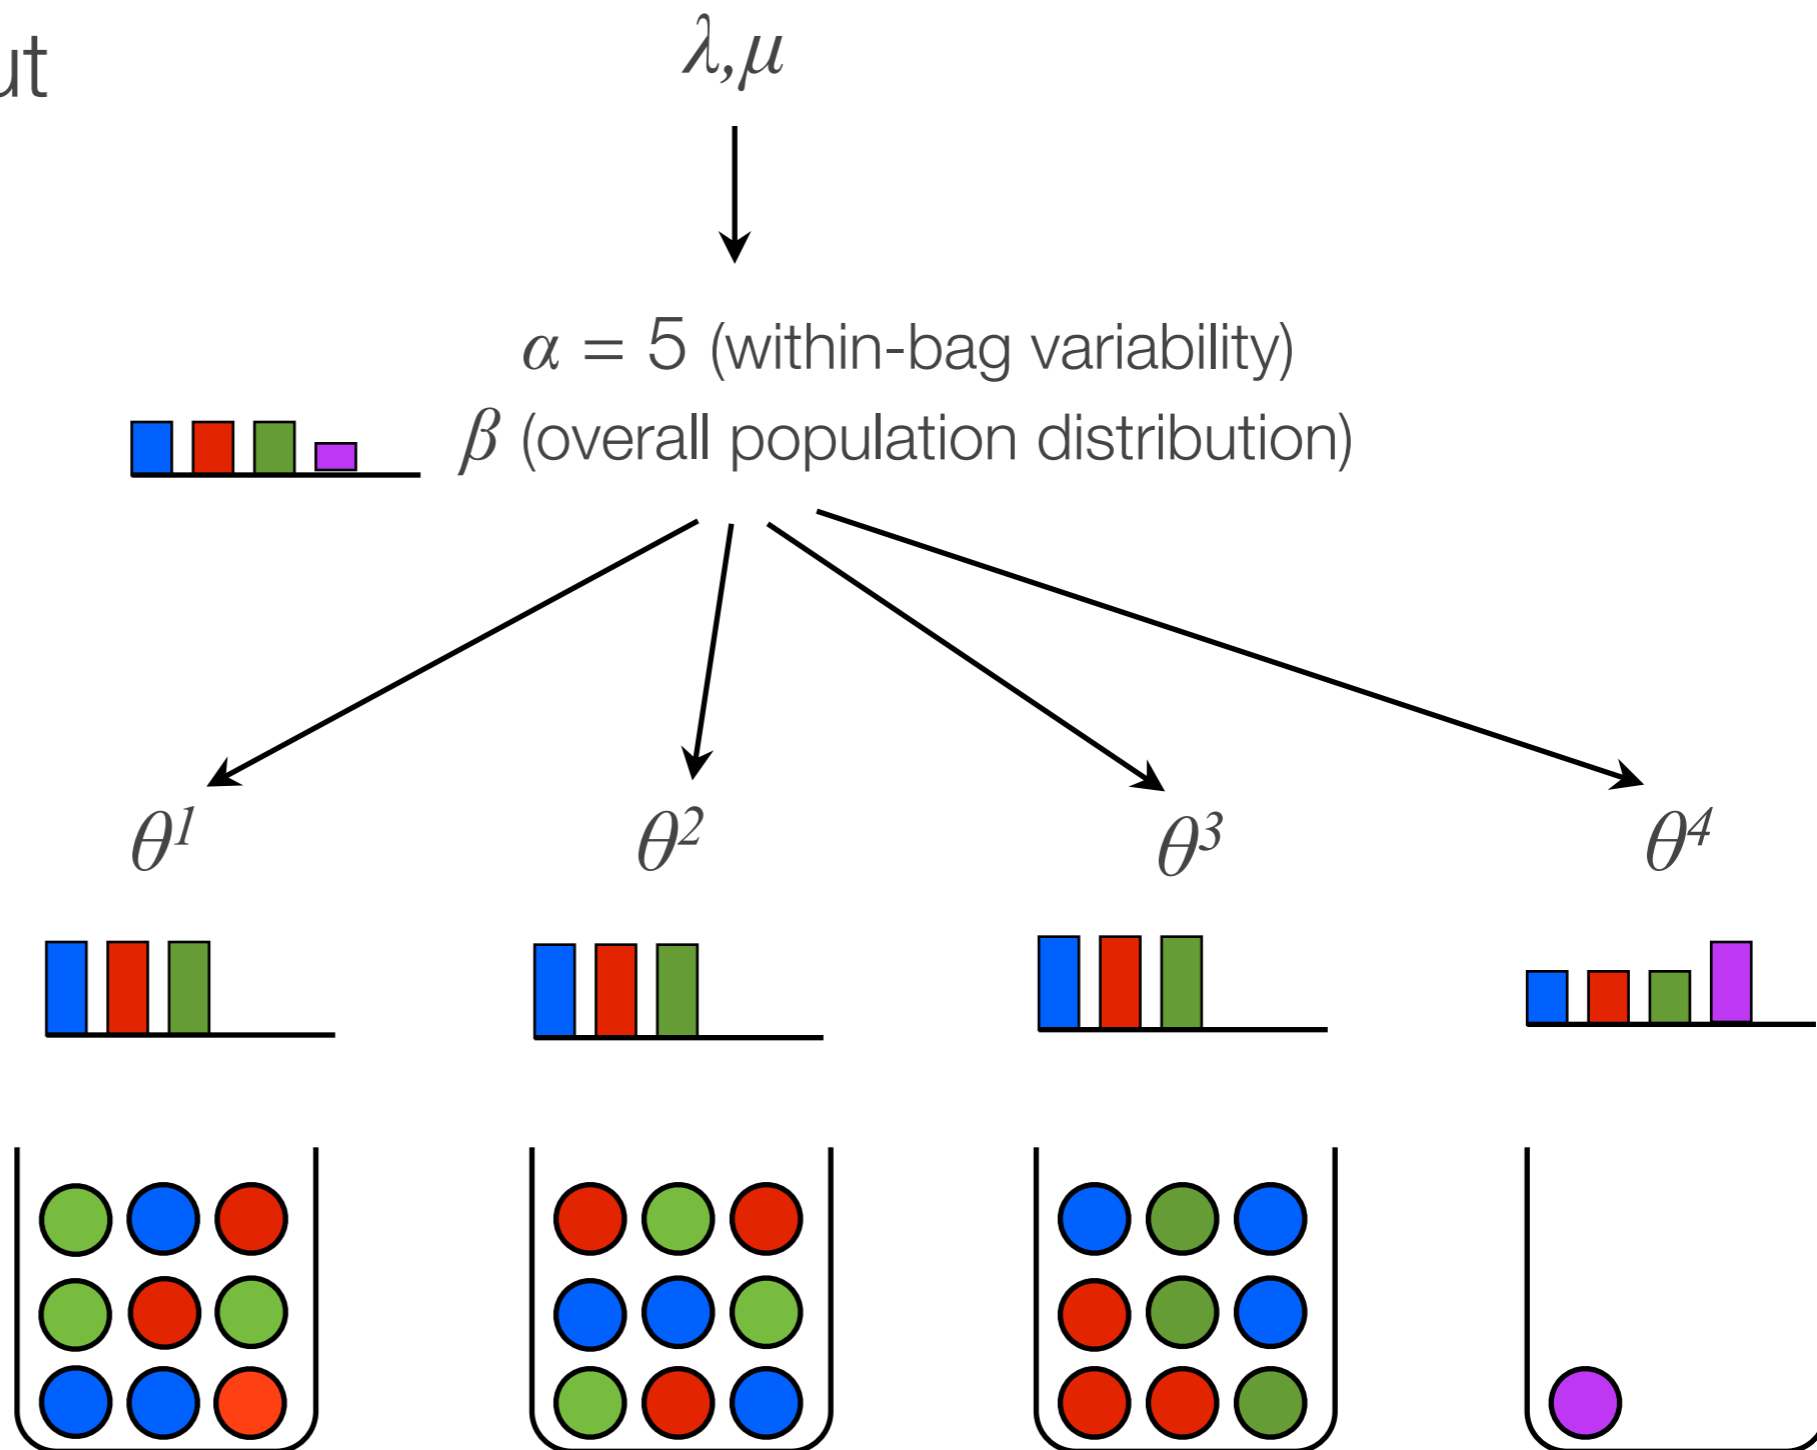 ut
λ,μ
α = 5 (within-bag variability)
β (overall population distribution)
θ¹ θ² θ³ θ⁴